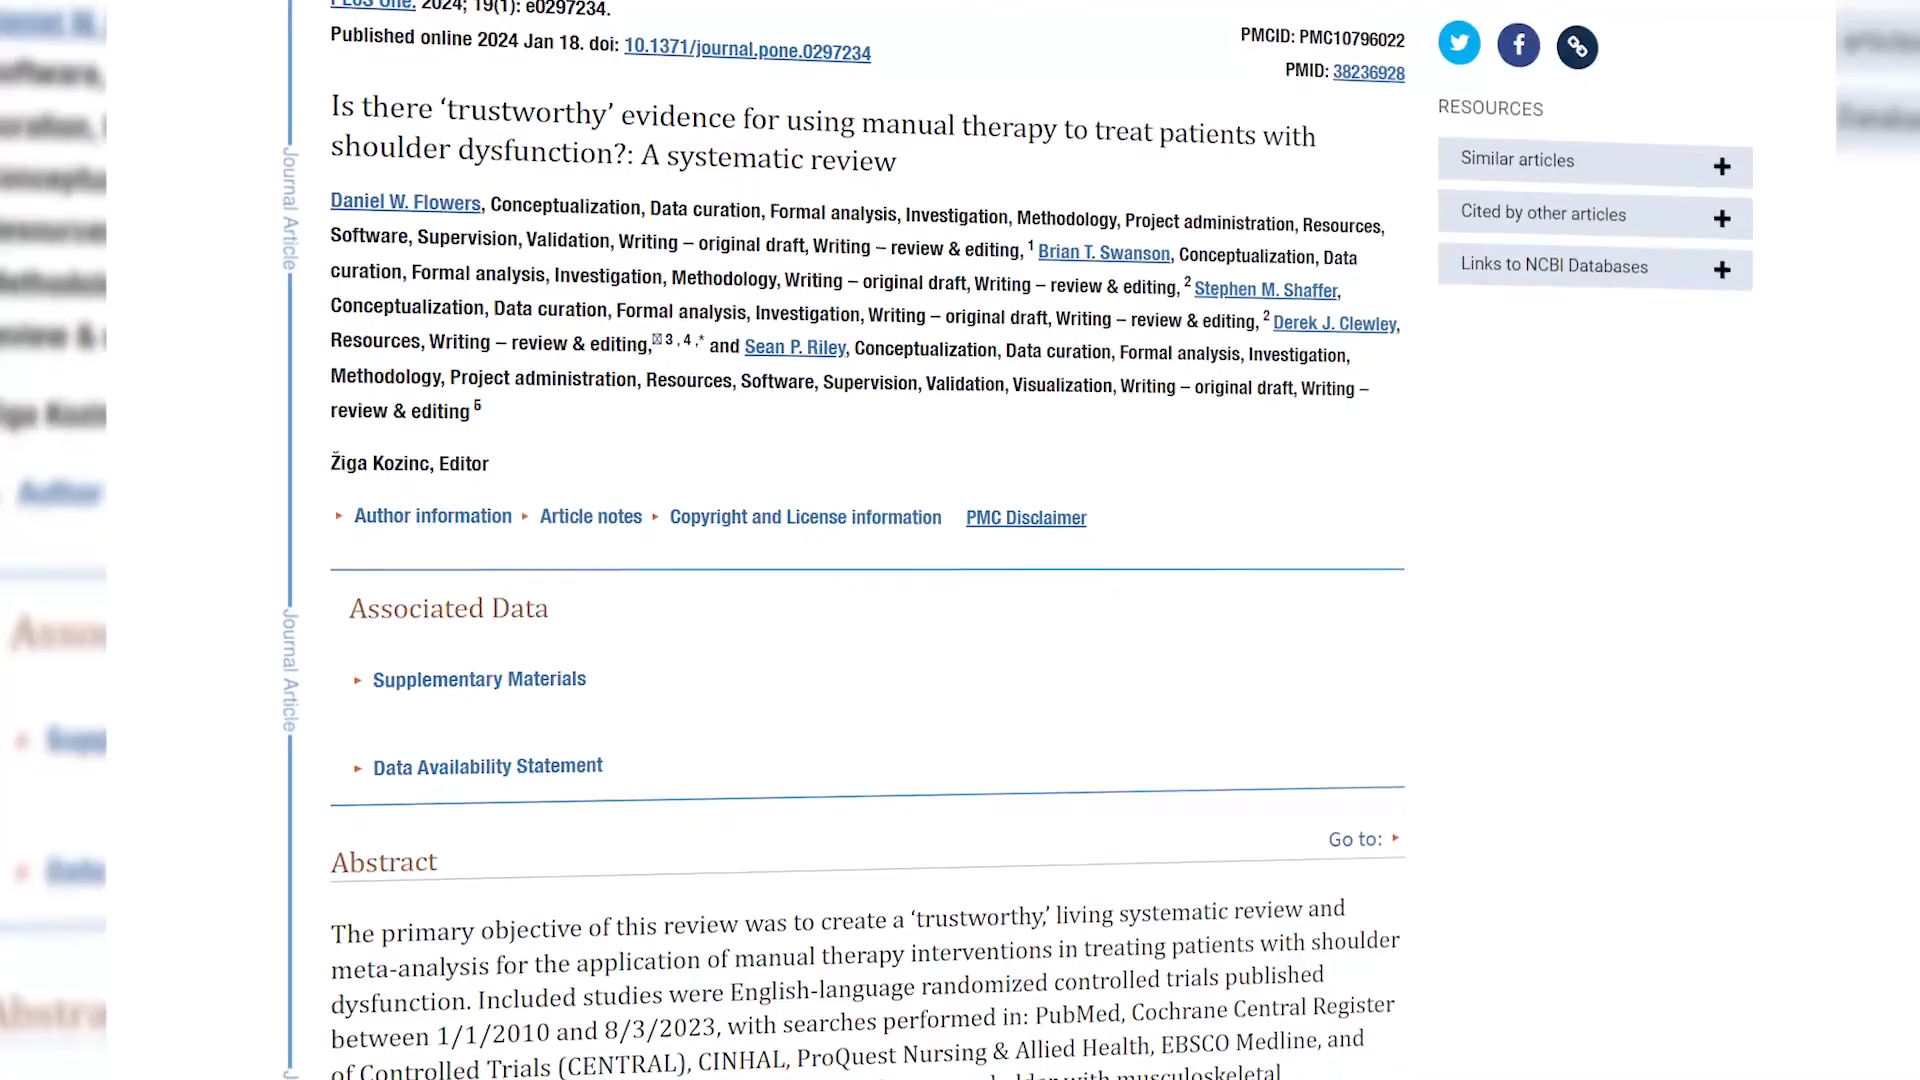 PLoS One. 2024; 19(1): e0297234.
Published online 2024 Jan 18. doi: 10.1371/journal.pone.0297234
PMCID: PMC10796022
PMID: 38236928
Is there ‘trustworthy’ evidence for using manual therapy to treat patients with
shoulder dysfunction?: A systematic review
Daniel W. Flowers, Conceptualization, Data curation, Formal analysis, Investigation, Methodology, Project administration, Resources,
Software, Supervision, Validation, Writing – original draft, Writing – review & editing, 1 Brian T. Swanson, Conceptualization, Data
curation, Formal analysis, Investigation, Methodology, Writing – original draft, Writing – review & editing, 2 Stephen M. Shaffer,
Conceptualization, Data curation, Formal analysis, Investigation, Writing – original draft, Writing – review & editing, 2 Derek J. Clewley,
Resources, Writing – review & editing, 3 , 4 ,* and Sean P. Riley, Conceptualization, Data curation, Formal analysis, Investigation,
Methodology, Project administration, Resources, Software, Supervision, Validation, Visualization, Writing – original draft, Writing –
review & editing 5
Žiga Kozinc, Editor
Author information Article notes Copyright and License information PMC Disclaimer
Associated Data
Supplementary Materials
Data Availability Statement
Go to:
Abstract
The primary objective of this review was to create a ‘trustworthy,’ living systematic review and
meta-analysis for the application of manual therapy interventions in treating patients with shoulder
dysfunction. Included studies were English-language randomized controlled trials published
between 1/1/2010 and 8/3/2023, with searches performed in: PubMed, Cochrane Central Register
of Controlled Trials (CENTRAL), CINHAL, ProQuest Nursing & Allied Health, EBSCO Medline, and
with musculoskeletal
Journal Article
Journal Article
RESOURCES
Similar articles
Cited by other articles
Links to NCBI Databases